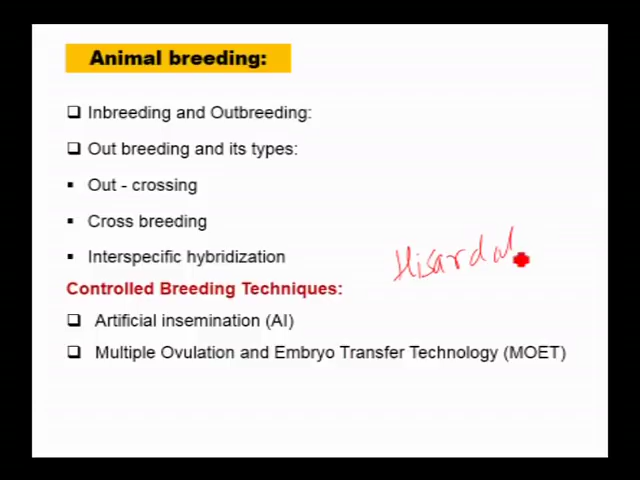 Animal breeding:
❑ Inbreeding and Outbreeding:
❑ Out breeding and its types:
▪ Out - crossing
▪ Cross breeding
▪ Interspecific hybridization
Hisardal
Controlled Breeding Techniques:
❑ Artificial insemination (AI)
❑ Multiple Ovulation and Embryo Transfer Technology (MOET)